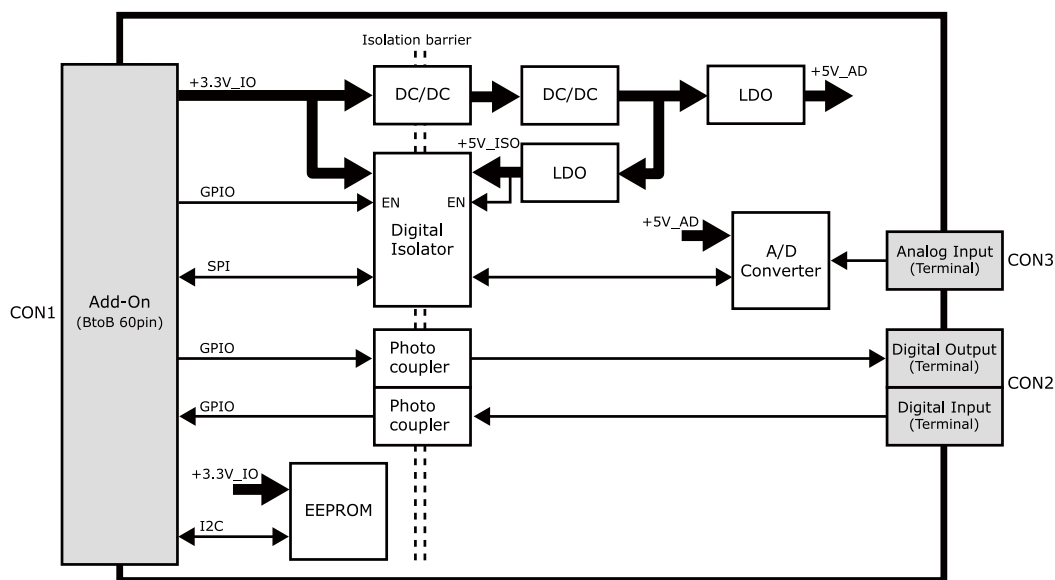 Isolation barrier
+3.3V_IO
DC/DC
DC/DC
LDO
+5V_AD
+5V_ISO
LDO
GPIO
EN
EN
Digital
Isolator
+5V_AD
A/D
Converter
Analog Input
(Terminal)
CON3
SPI
CON1
Add-On
(BtoB 60pin)
GPIO
Photo
coupler
Digital Output
(Terminal)
CON2
GPIO
Photo
coupler
Digital Input
(Terminal)
+3.3V_IO
EEPROM
I2C